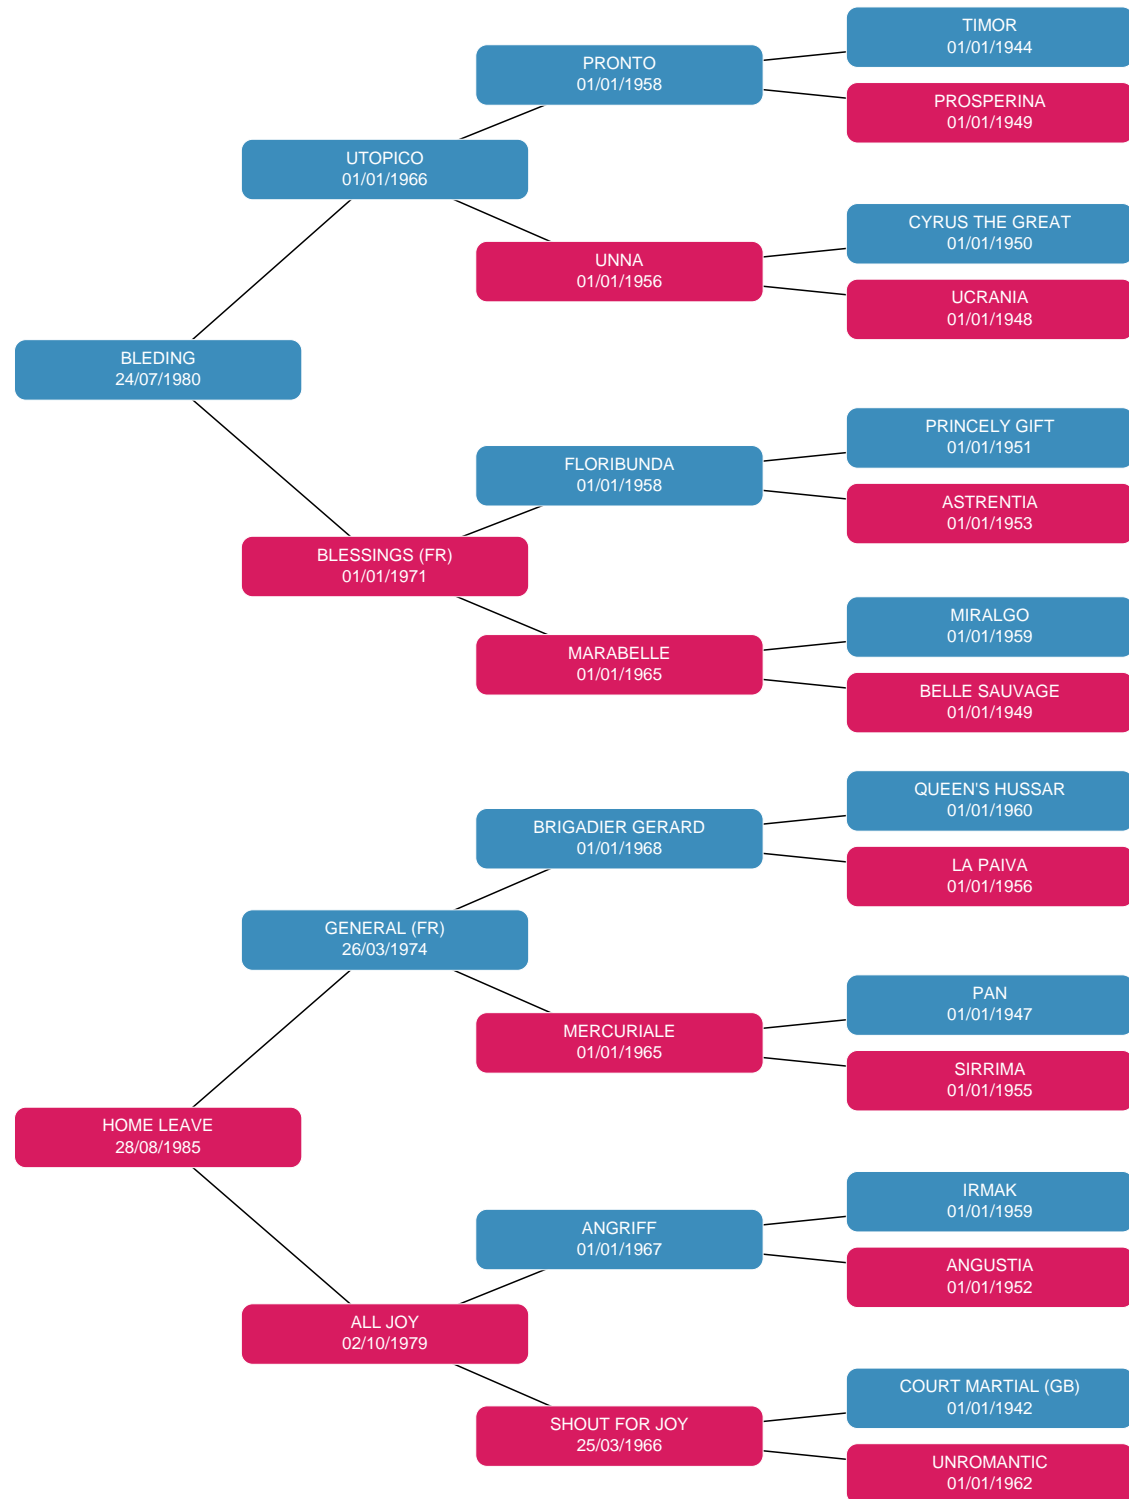 TIMOR
01/01/1944
PRONTO
01/01/1958
PROSPERINA
01/01/1949
UTOPICO
01/01/1966
CYRUS THE GREAT
01/01/1950
UNNA
01/01/1956
UCRANIA
01/01/1948
BLEDING
24/07/1980
PRINCELY GIFT
01/01/1951
FLORIBUNDA
01/01/1958
ASTRENTIA
01/01/1953
BLESSINGS (FR)
01/01/1971
MIRALGO
01/01/1959
MARABELLE
01/01/1965
BELLE SAUVAGE
01/01/1949
QUEEN'S HUSSAR
01/01/1960
BRIGADIER GERARD
01/01/1968
LA PAIVA
01/01/1956
GENERAL (FR)
26/03/1974
PAN
01/01/1947
MERCURIALE
01/01/1965
SIRRIMA
01/01/1955
HOME LEAVE
28/08/1985
IRMAK
01/01/1959
ANGRIFF
01/01/1967
ANGUSTIA
01/01/1952
ALL JOY
02/10/1979
COURT MARTIAL (GB)
01/01/1942
SHOUT FOR JOY
25/03/1966
UNROMANTIC
01/01/1962